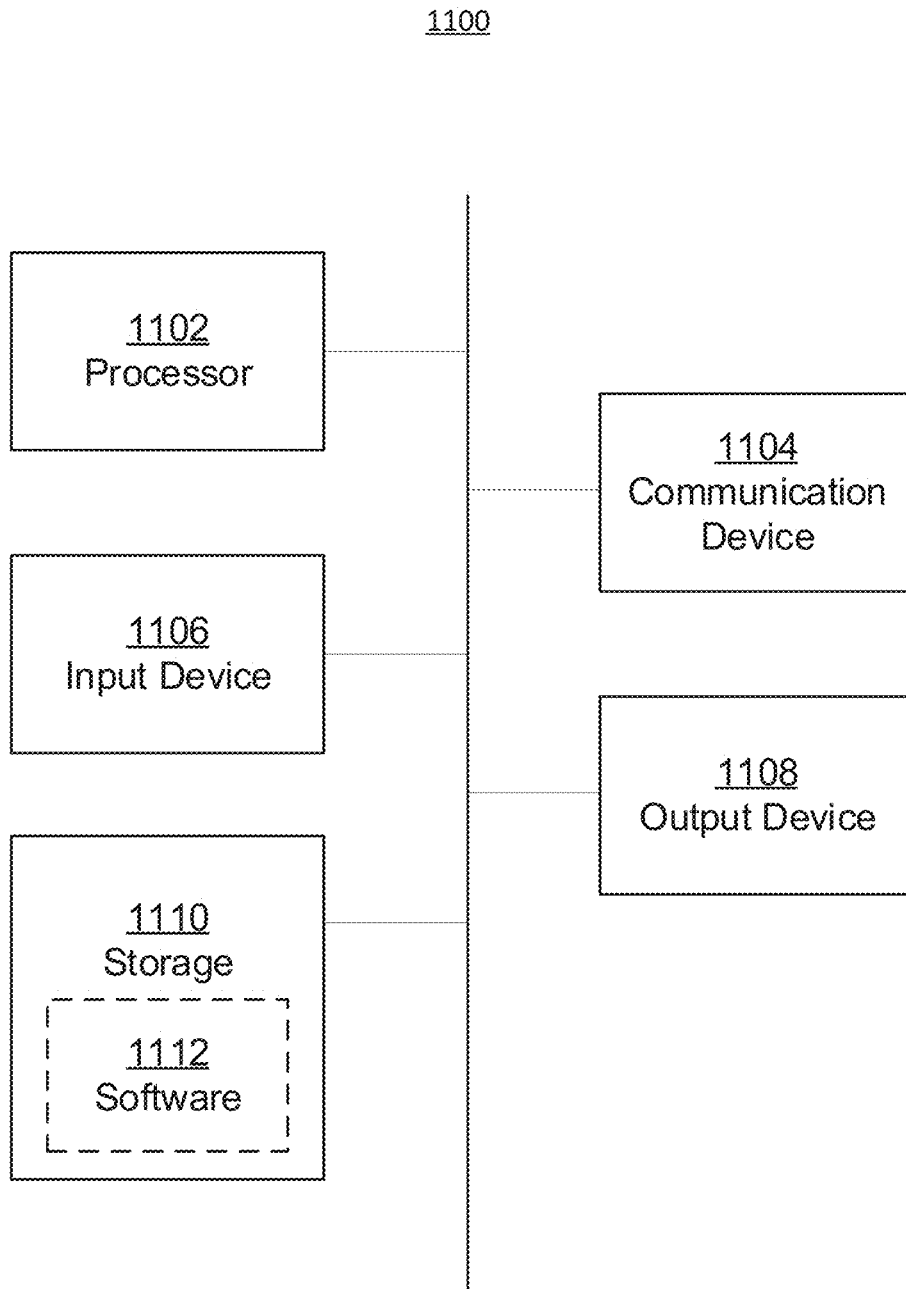 1100
1102
Processor
1104
Communication
Device
1106
Input Device
1108
Output Device
1110
Storage
1112
Software